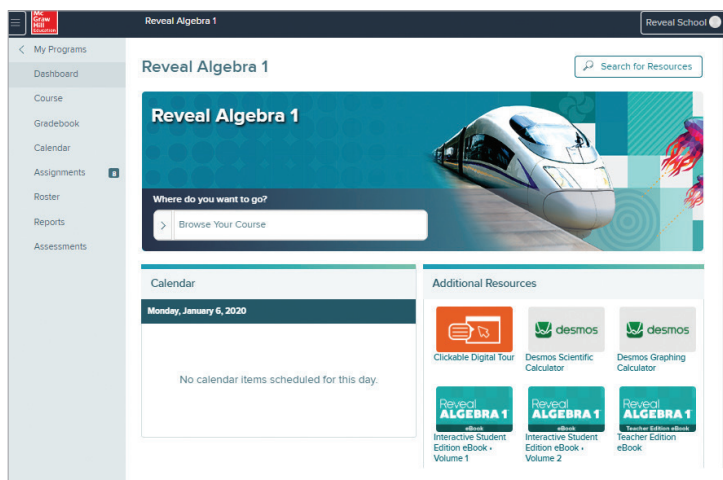 Mc
Graw
Hill
Education
Reveal Algebra 1
Reveal School
My Programs
Dashboard
Course
Gradebook
Calendar
Assignments 8
Roster
Reports
Assessments
Reveal Algebra 1
Search for Resources
Reveal Algebra 1
Where do you want to go?
Browse Your Course
Calendar
Monday, January 6, 2020
No calendar items scheduled for this day.
Additional Resources
Clickable Digital Tour
desmos
Desmos Scientific
Calculator
desmos
Desmos Graphing
Calculator
Reveal
ALGEBRA 1
eBook
Interactive Student
Edition eBook •
Volume 1
Reveal
ALGEBRA 1
eBook
Interactive Student
Edition eBook •
Volume 2
Reveal
ALGEBRA 1
Teacher Edition eBook
Teacher Edition
eBook